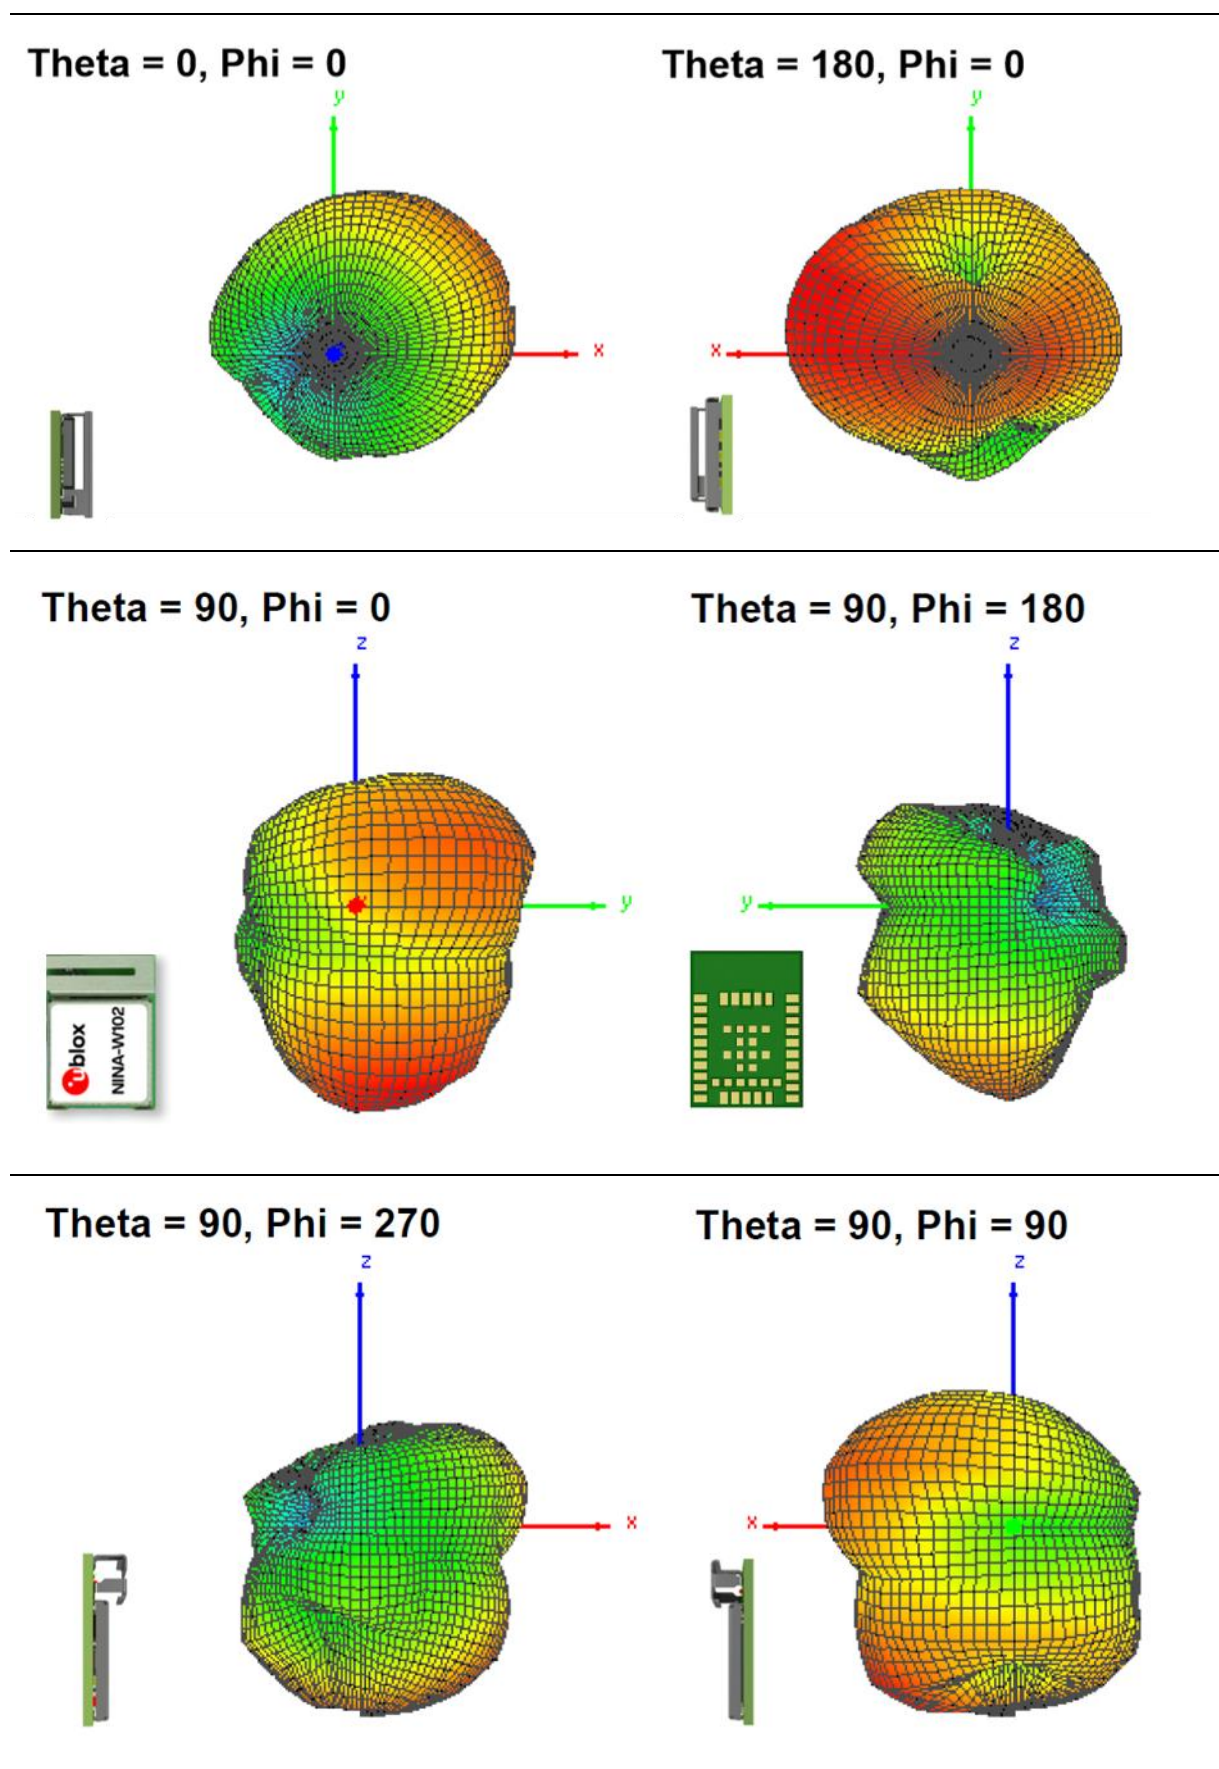 Theta = 0, Phi = 0
Theta = 180, Phi = 0
y
y
x
x
Theta = 90, Phi = 0
Theta = 90, Phi = 180
z
z
y
y
ublox
NINA-W102
Theta = 90, Phi = 270
Theta = 90, Phi = 90
z
z
x
x